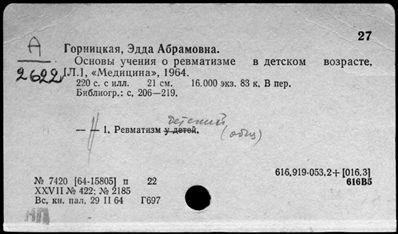 27
А
2622
Горницкая, Эдда Абрамовна.
Основы учения о ревматизме в детском возрасте.
[Л.], «Медицина», 1964.
220 с. с илл. 21 см. 16.000 экз. 83 к. В пер.
Библиогр.: с. 206—219.
детский
— 1. Ревматизм у детей. (общ)
616,919-053.2+[016.3]
№ 7420 [64-15805] п 22 616В5
XXVII № 422; № 2185
Вс. кн. пал. 29 II 64 Г697
НП